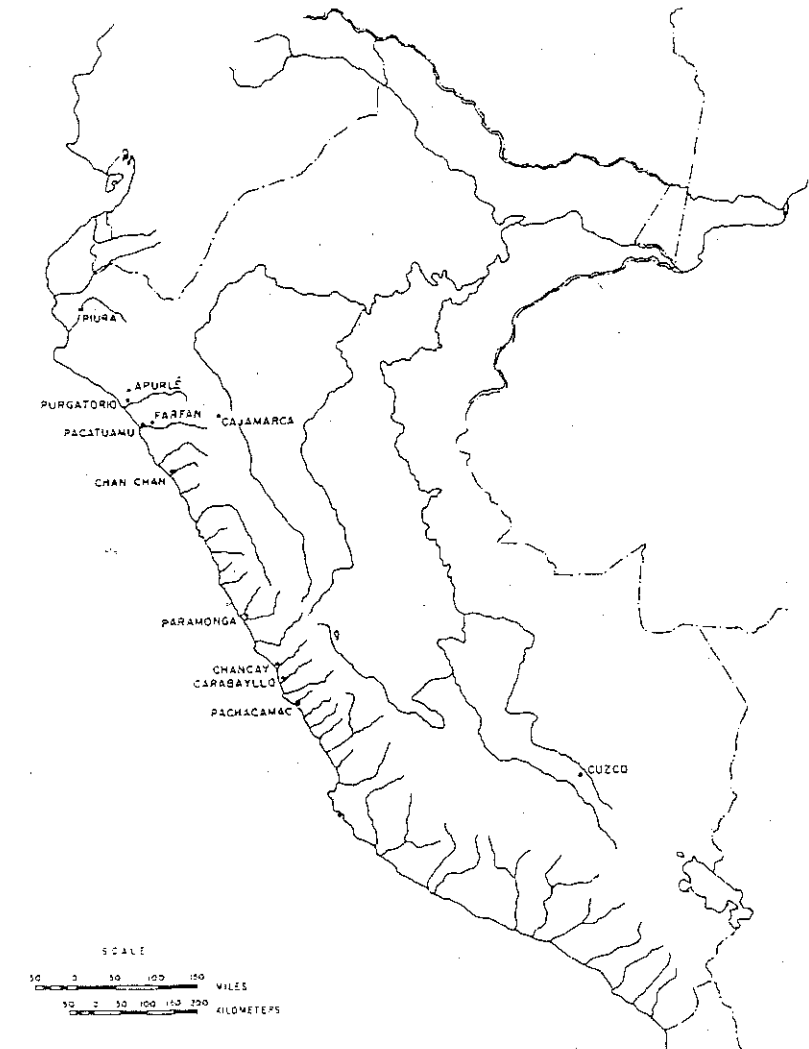 PIURA
APURLÉ
PURGATORIO
FARFAN
CAJAMARCA
PACATUAMU
CHAN CHAN
PARAMONGA
CHANCAY
CARABAYLLO
PACHACAMAC
CUZCO
SCALE
50 0 50 100 150 MILES
50 0 50 100 150 200 KILOMETERS